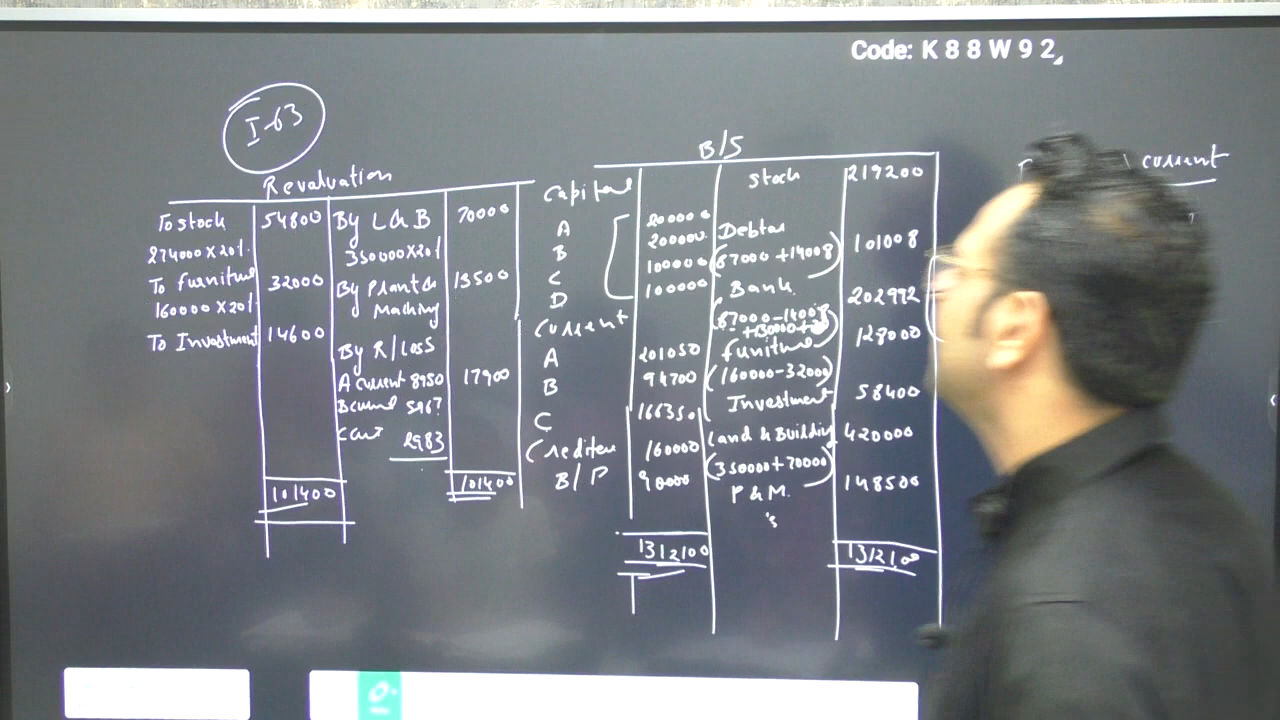 Code: K 8 8 W 9 2,
I-63
Revaluation
To stock 54800 By L & B 70000
274000 x 20% 350000 x 20%
To furniture 32000 By Plant & 13500
160000 x 20% Machiny
To Investment 14600
By R/Loss
A current 8950 17900
B current 5967
2983
101400 101400
B/S
Capital stock 219200
A 200000
B 200000 Debtor 101008
C 100000 (87000 + 14008)
D 100000 Bank 202992
Current
A 201050 furniture 128000
B 94700 (160000 - 32000)
C 166350 Investment 58400
Creditor 160000 Land & Building 420000
B/P 90000 (350000 + 70000)
P & M. 148500
1312100 1312100
current